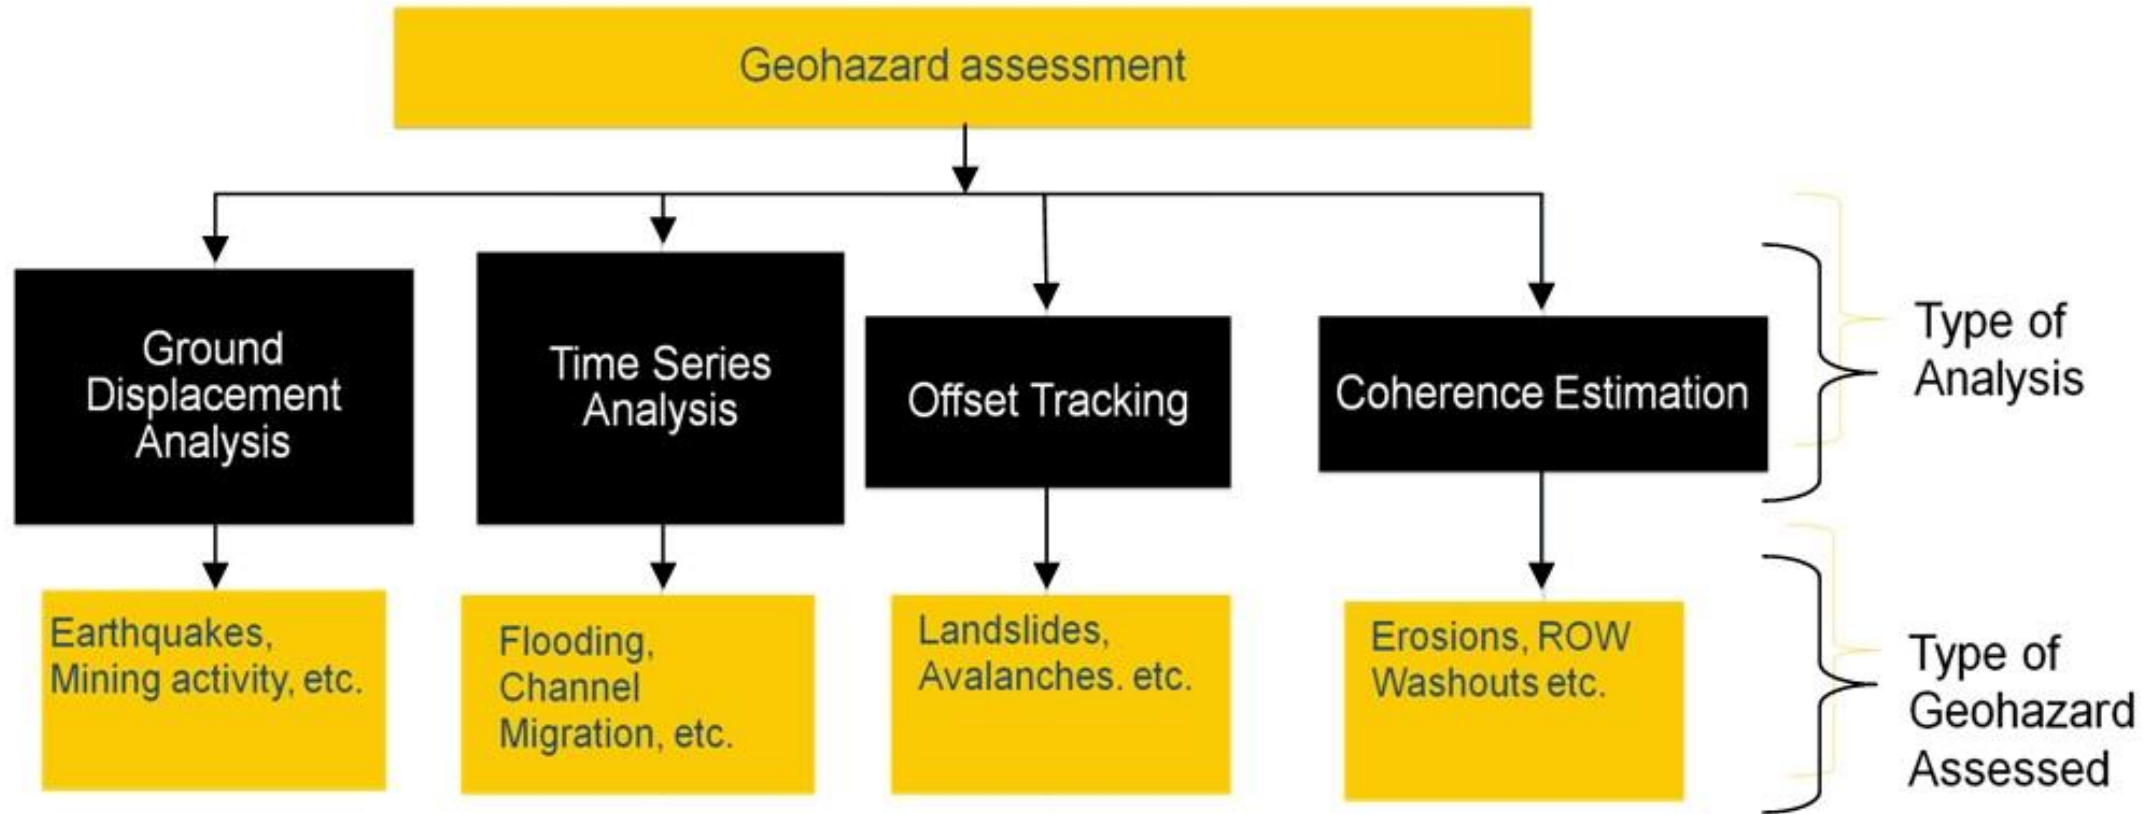 Geohazard assessment
Ground
Displacement
Analysis
Time Series
Analysis
Offset Tracking
Coherence Estimation
Type of
Analysis
Earthquakes,
Mining activity, etc.
Flooding,
Channel
Migration, etc.
Landslides,
Avalanches. etc.
Erosions, ROW
Washouts etc.
Type of
Geohazard
Assessed